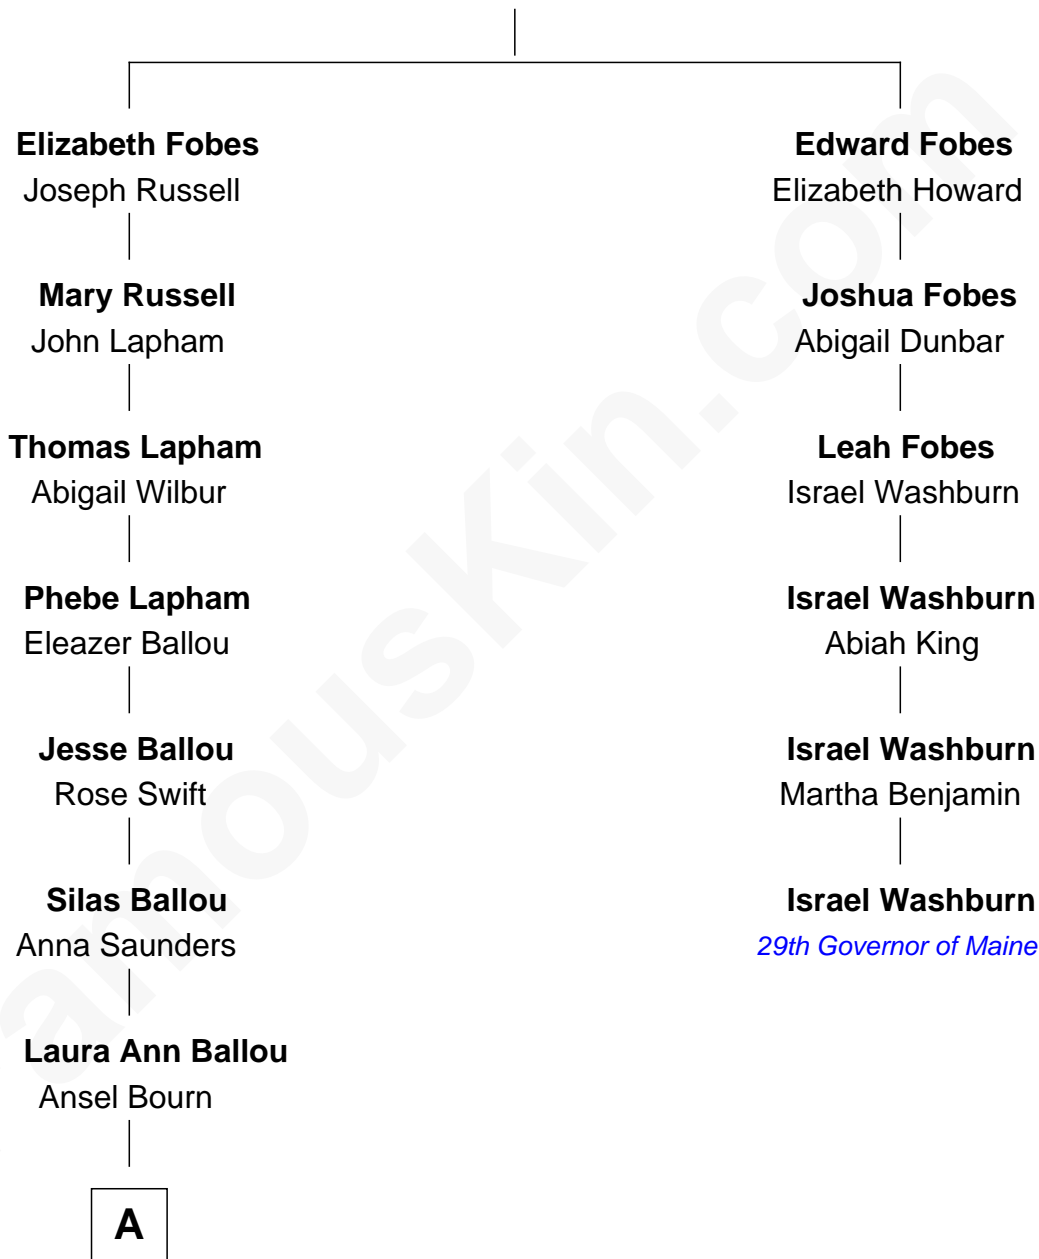 Elizabeth Fobes
Joseph Russell
Edward Fobes
Elizabeth Howard
Mary Russell
John Lapham
Joshua Fobes
Abigail Dunbar
Thomas Lapham
Abigail Wilbur
Leah Fobes
Israel Washburn
Phebe Lapham
Eleazer Ballou
Israel Washburn
Abiah King
Jesse Ballou
Rose Swift
Israel Washburn
Martha Benjamin
Silas Ballou
Anna Saunders
Israel Washburn
29th Governor of Maine
Laura Ann Ballou
Ansel Bourn
A
amousKin.com